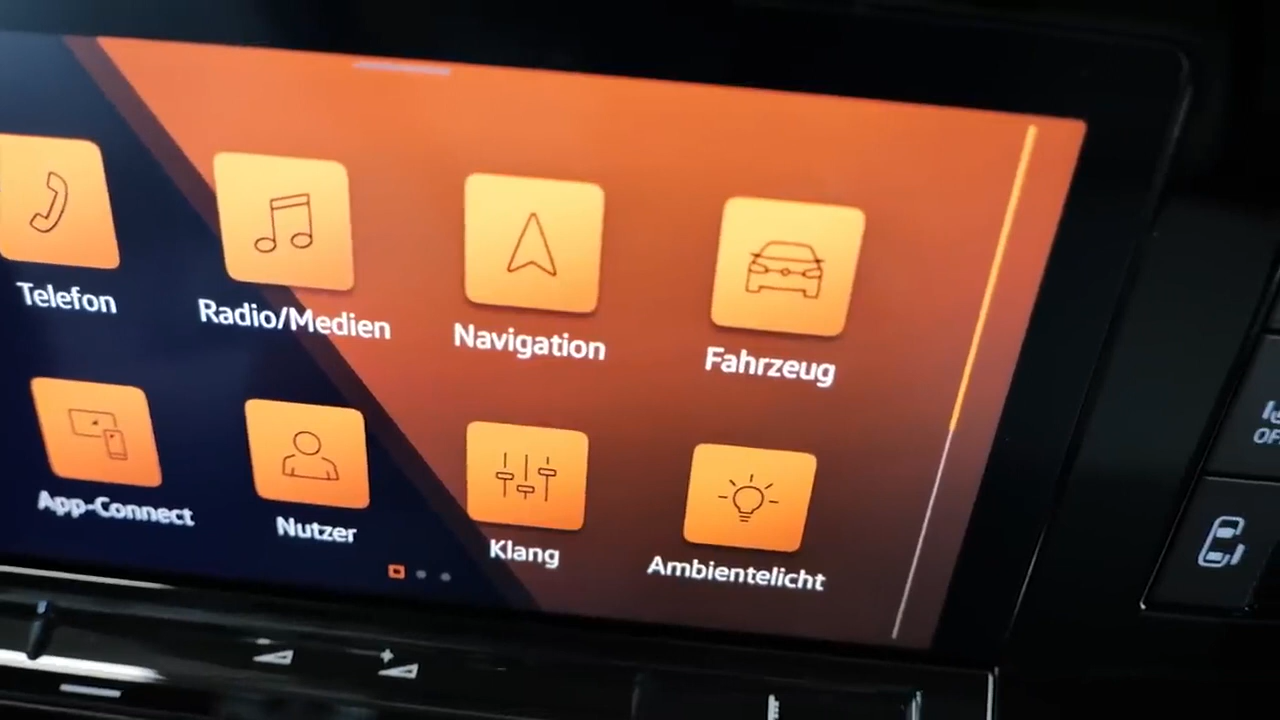 Telefon
Radio/Medien
Navigation
Fahrzeug
App-Connect
Nutzer
Klang
Ambientelicht